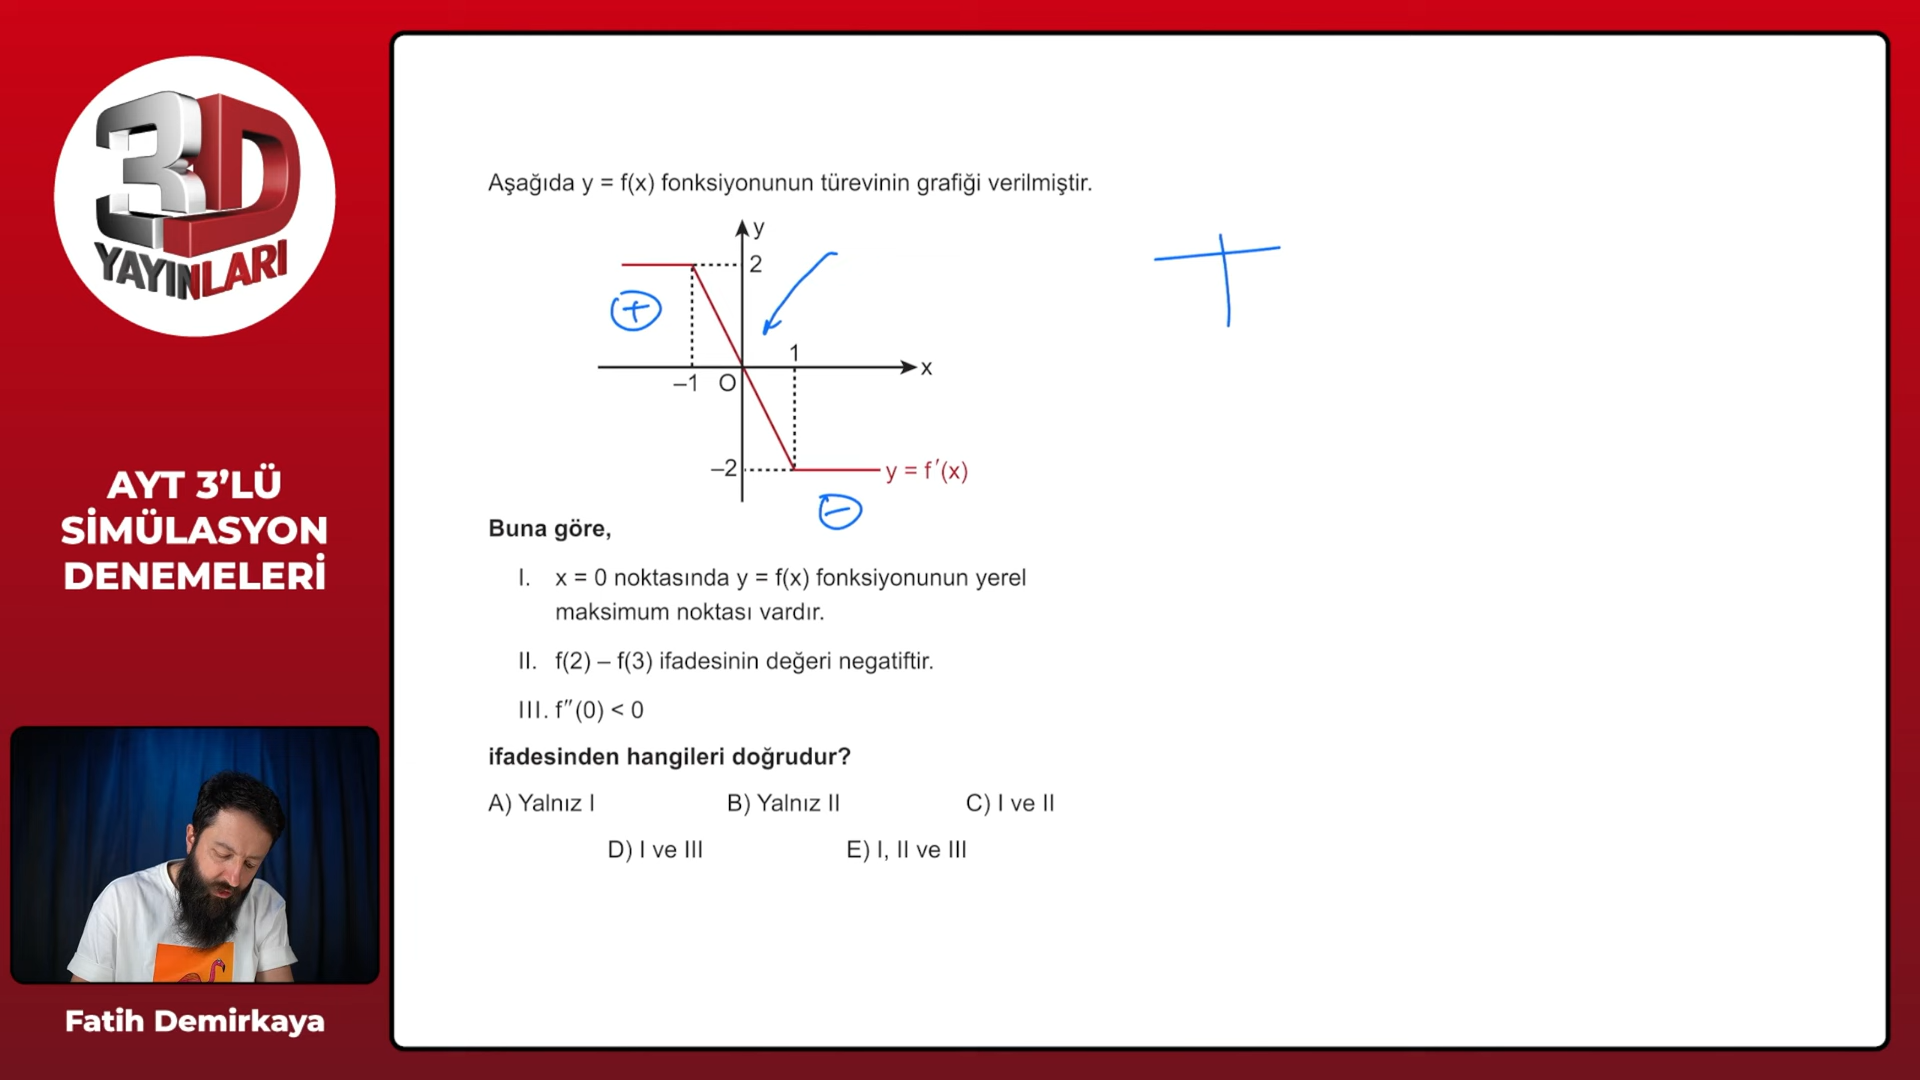 3D
YAYINLARI
AYT 3’LÜ
SİMÜLASYON
DENEMELERİ
Fatih Demirkaya
Aşağıda y = f(x) fonksiyonunun türevinin grafiği verilmiştir.
y
2
+
1
x
–1 O
–2
y = f′(x)
–
Buna göre,
I. x = 0 noktasında y = f(x) fonksiyonunun yerel
maksimum noktası vardır.
II. f(2) – f(3) ifadesinin değeri negatiftir.
III. f″(0) < 0
ifadesinden hangileri doğrudur?
A) Yalnız I B) Yalnız II C) I ve II
D) I ve III E) I, II ve III